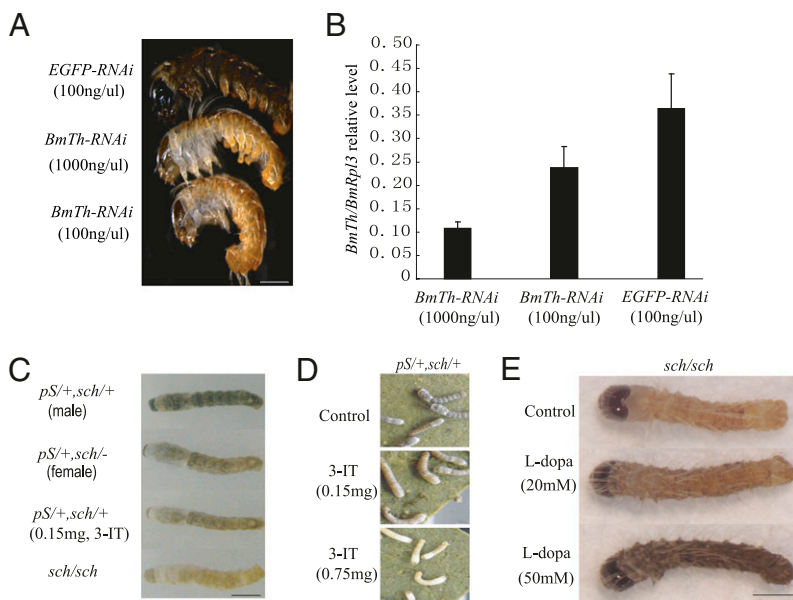 A
EGFP-RNAi
(100ng/ul)
BmTh-RNAi
(1000ng/ul)
BmTh-RNAi
(100ng/ul)
B
BmTh/BmRpl3 relative level
0.50
0.45
0.40
0.35
0.30
0.25
0.20
0.15
0.10
0.05
0
BmTh-RNAi
(1000ng/ul)
BmTh-RNAi
(100ng/ul)
EGFP-RNAi
(100ng/ul)
C
pS/+,sch/+
(male)
pS/+,sch/-
(female)
pS/+,sch/+
(0.15mg, 3-IT)
sch/sch
D
pS/+,sch/+
Control
3-IT
(0.15mg)
3-IT
(0.75mg)
E
sch/sch
Control
L-dopa
(20mM)
L-dopa
(50mM)